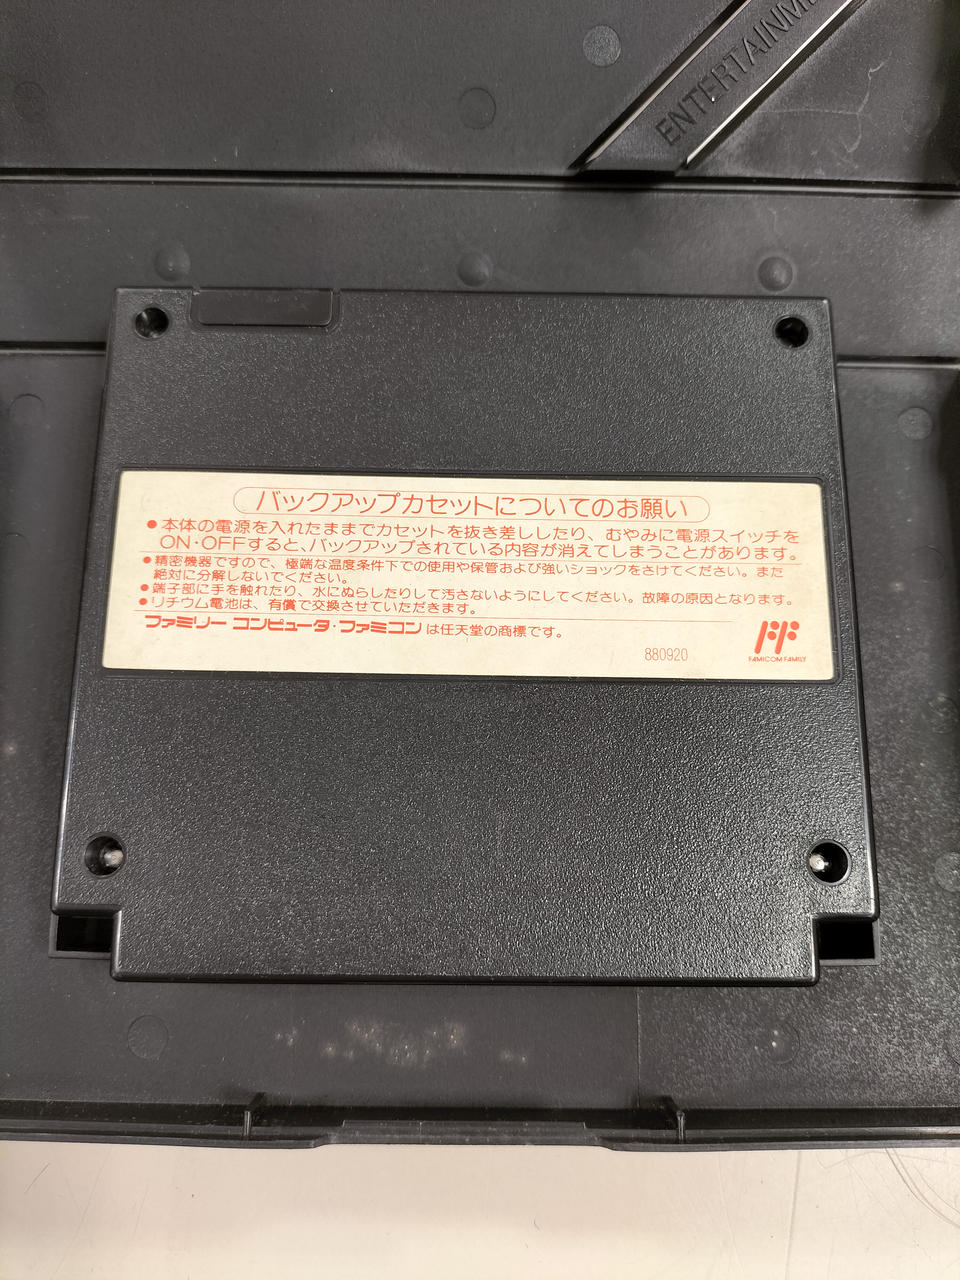 ENTERTAINM
バックアップカセットについてのお願い
●本体の電源を入れたままでカセットを抜き差ししたり、むやみに電源スイッチを
ON・OFFすると、バックアップされている内容が消えてしまうことがあります。
●精密機器ですので、極端な温度条件下での使用や保管および強いショックをさけてください。また
絶対に分解しないでください。
●端子部に手を触れたり、水にぬらしたりして汚さないようにしてください。故障の原因となります。
●リチウム電池は、有償で交換させていただきます。
ファミリー コンピュータ・ファミコンは任天堂の商標です。
880920
FAMICOM FAMILY